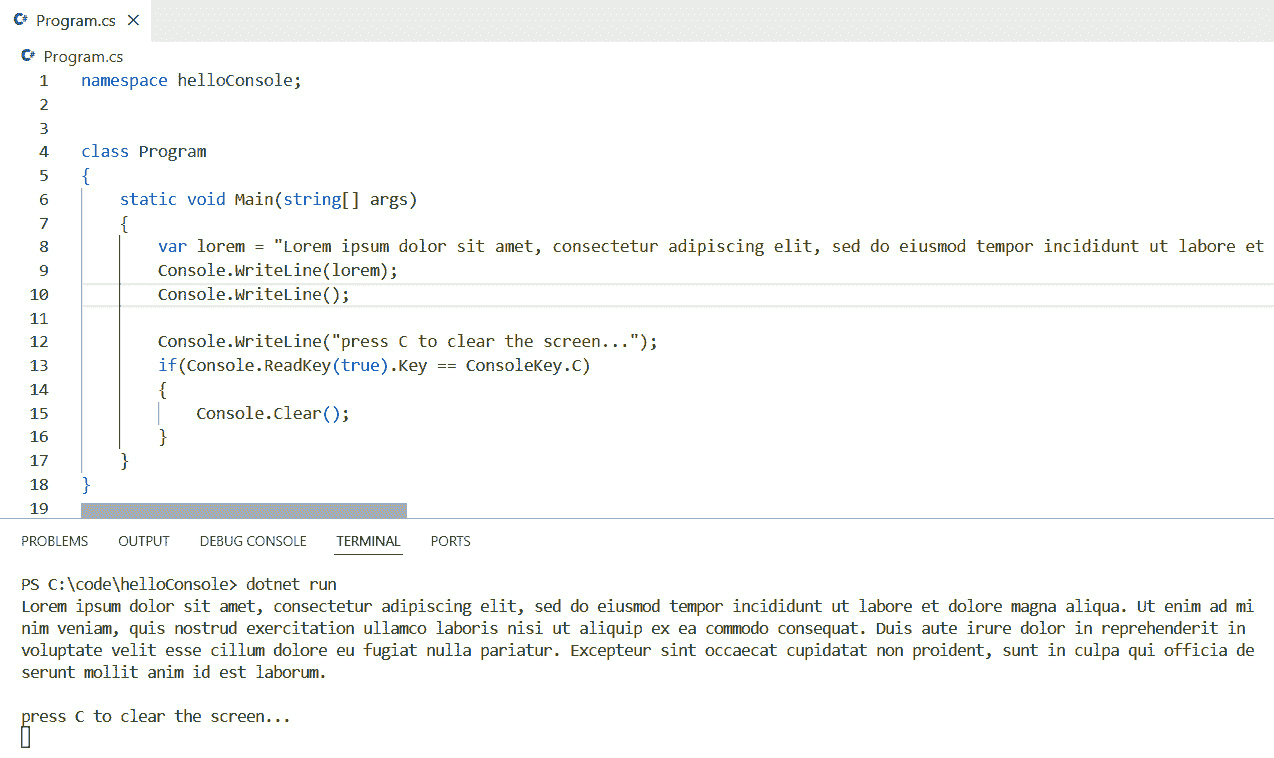 C# Program.cs ×
C# Program.cs
1 namespace helloConsole;
2
3
4 class Program
5 {
6 static void Main(string[] args)
7 {
8 var lorem = "Lorem ipsum dolor sit amet, consectetur adipiscing elit, sed do eiusmod tempor incididunt ut labore et
9 Console.WriteLine(lorem);
10 Console.WriteLine();
11
12 Console.WriteLine("press C to clear the screen...");
13 if(Console.ReadKey(true).Key == ConsoleKey.C)
14 {
15 Console.Clear();
16 }
17 }
18 }
19
PROBLEMS OUTPUT DEBUG CONSOLE TERMINAL PORTS
PS C:\code\helloConsole> dotnet run
Lorem ipsum dolor sit amet, consectetur adipiscing elit, sed do eiusmod tempor incididunt ut labore et dolore magna aliqua. Ut enim ad mi
nim veniam, quis nostrud exercitation ullamco laboris nisi ut aliquip ex ea commodo consequat. Duis aute irure dolor in reprehenderit in
voluptate velit esse cillum dolore eu fugiat nulla pariatur. Excepteur sint occaecat cupidatat non proident, sunt in culpa qui officia de
serunt mollit anim id est laborum.
press C to clear the screen...